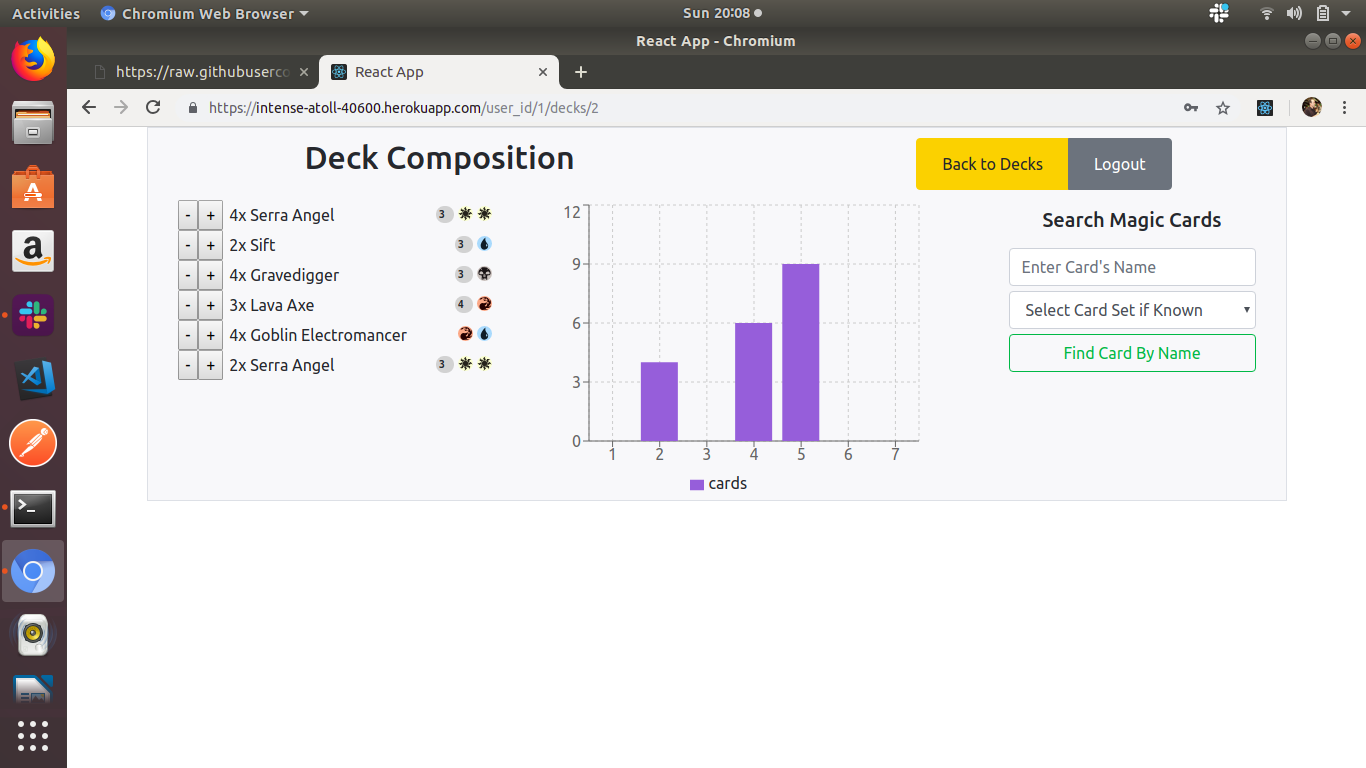 Activities Chromium Web Browser Sun 20:08
React App - Chromium
https://raw.githubuserco React App
https://intense-atoll-40600.herokuapp.com/user_id/1/decks/2
Deck Composition
Back to Decks Logout
- + 4x Serra Angel 3
- + 2x Sift 3
- + 4x Gravedigger 3
- + 3x Lava Axe 4
- + 4x Goblin Electromancer
- + 2x Serra Angel 3
12
9
6
3
0
1 2 3 4 5 6 7
cards
Search Magic Cards
Enter Card's Name
Select Card Set if Known
Find Card By Name